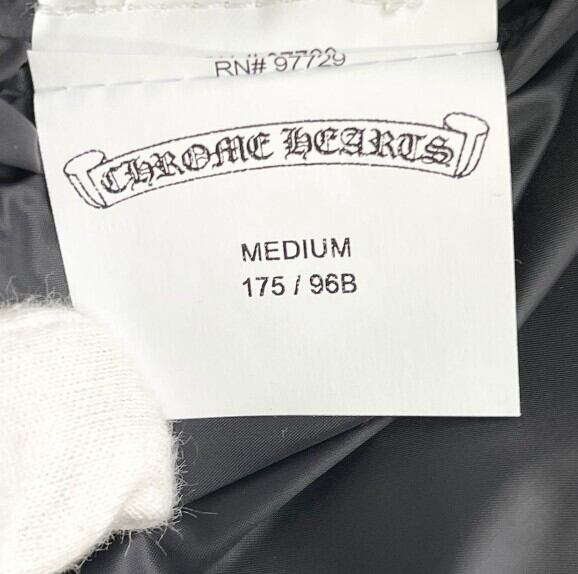 RN# 97729
CHROME HEARTS
MEDIUM
175 / 96B